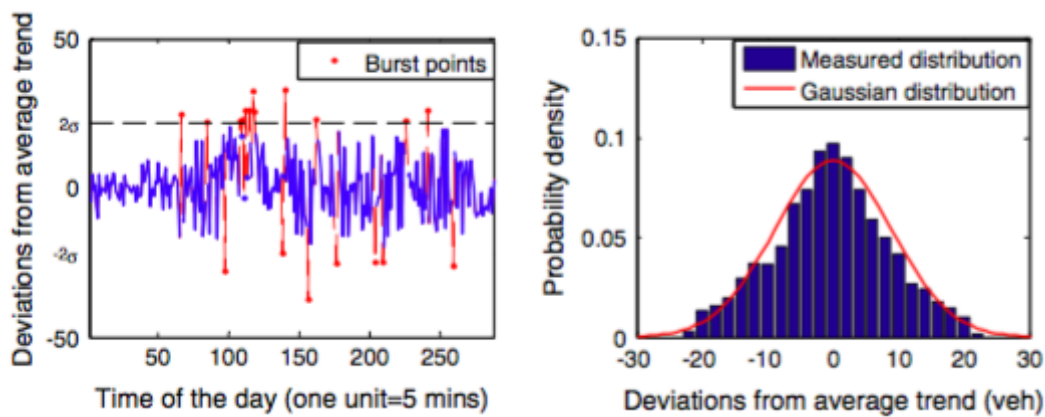 50
2σ
0
-2σ
-50
Deviations from average trend
Burst points
50 100 150 200 250
Time of the day (one unit=5 mins)
0.15
0.1
0.05
0
Probability density
Measured distribution
Gaussian distribution
-30 -20 -10 0 10 20 30
Deviations from average trend (veh)